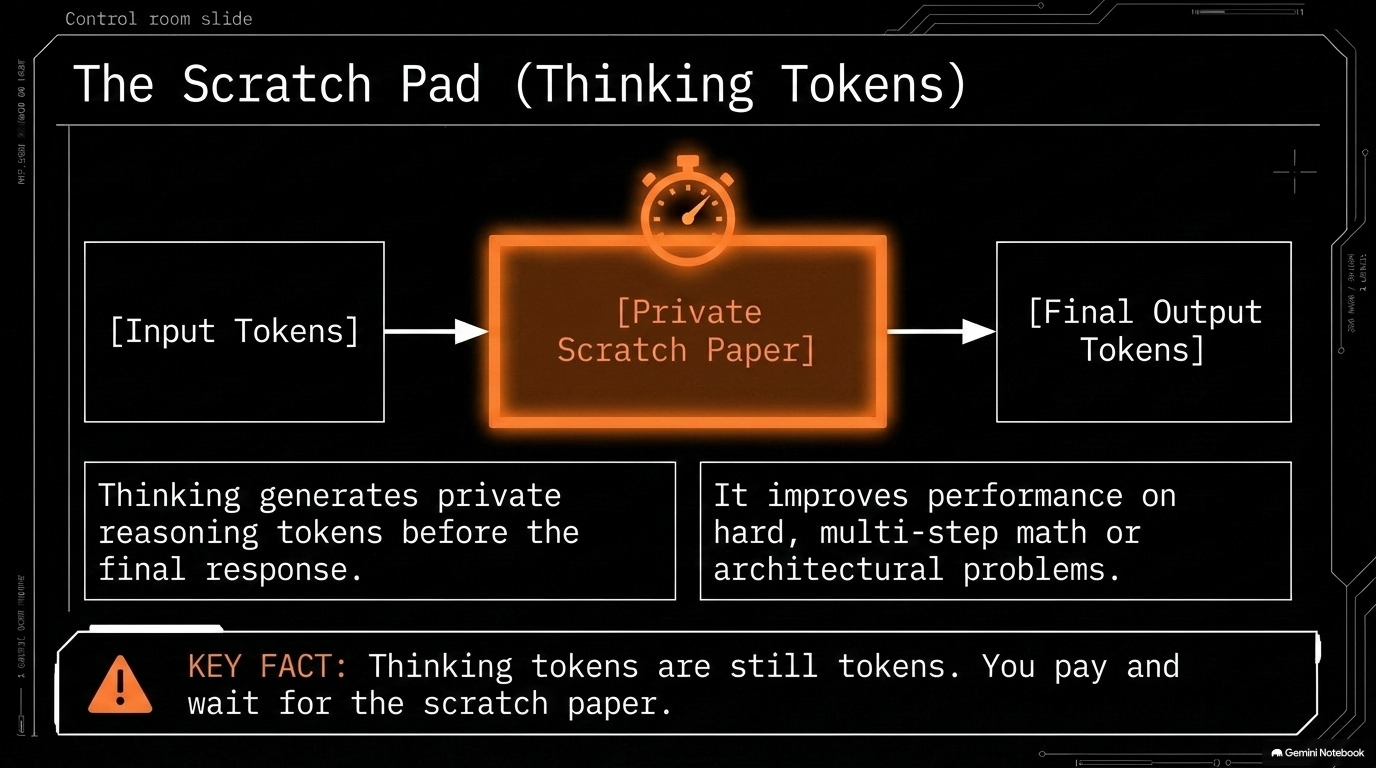 Control room slide
The Scratch Pad (Thinking Tokens)
[Input Tokens]
[Private
Scratch Paper]
[Final Output
Tokens]
Thinking generates private
reasoning tokens before the
final response.
It improves performance on
hard, multi-step math or
architectural problems.
KEY FACT: Thinking tokens are still tokens. You pay and
wait for the scratch paper.
Gemini Notebook